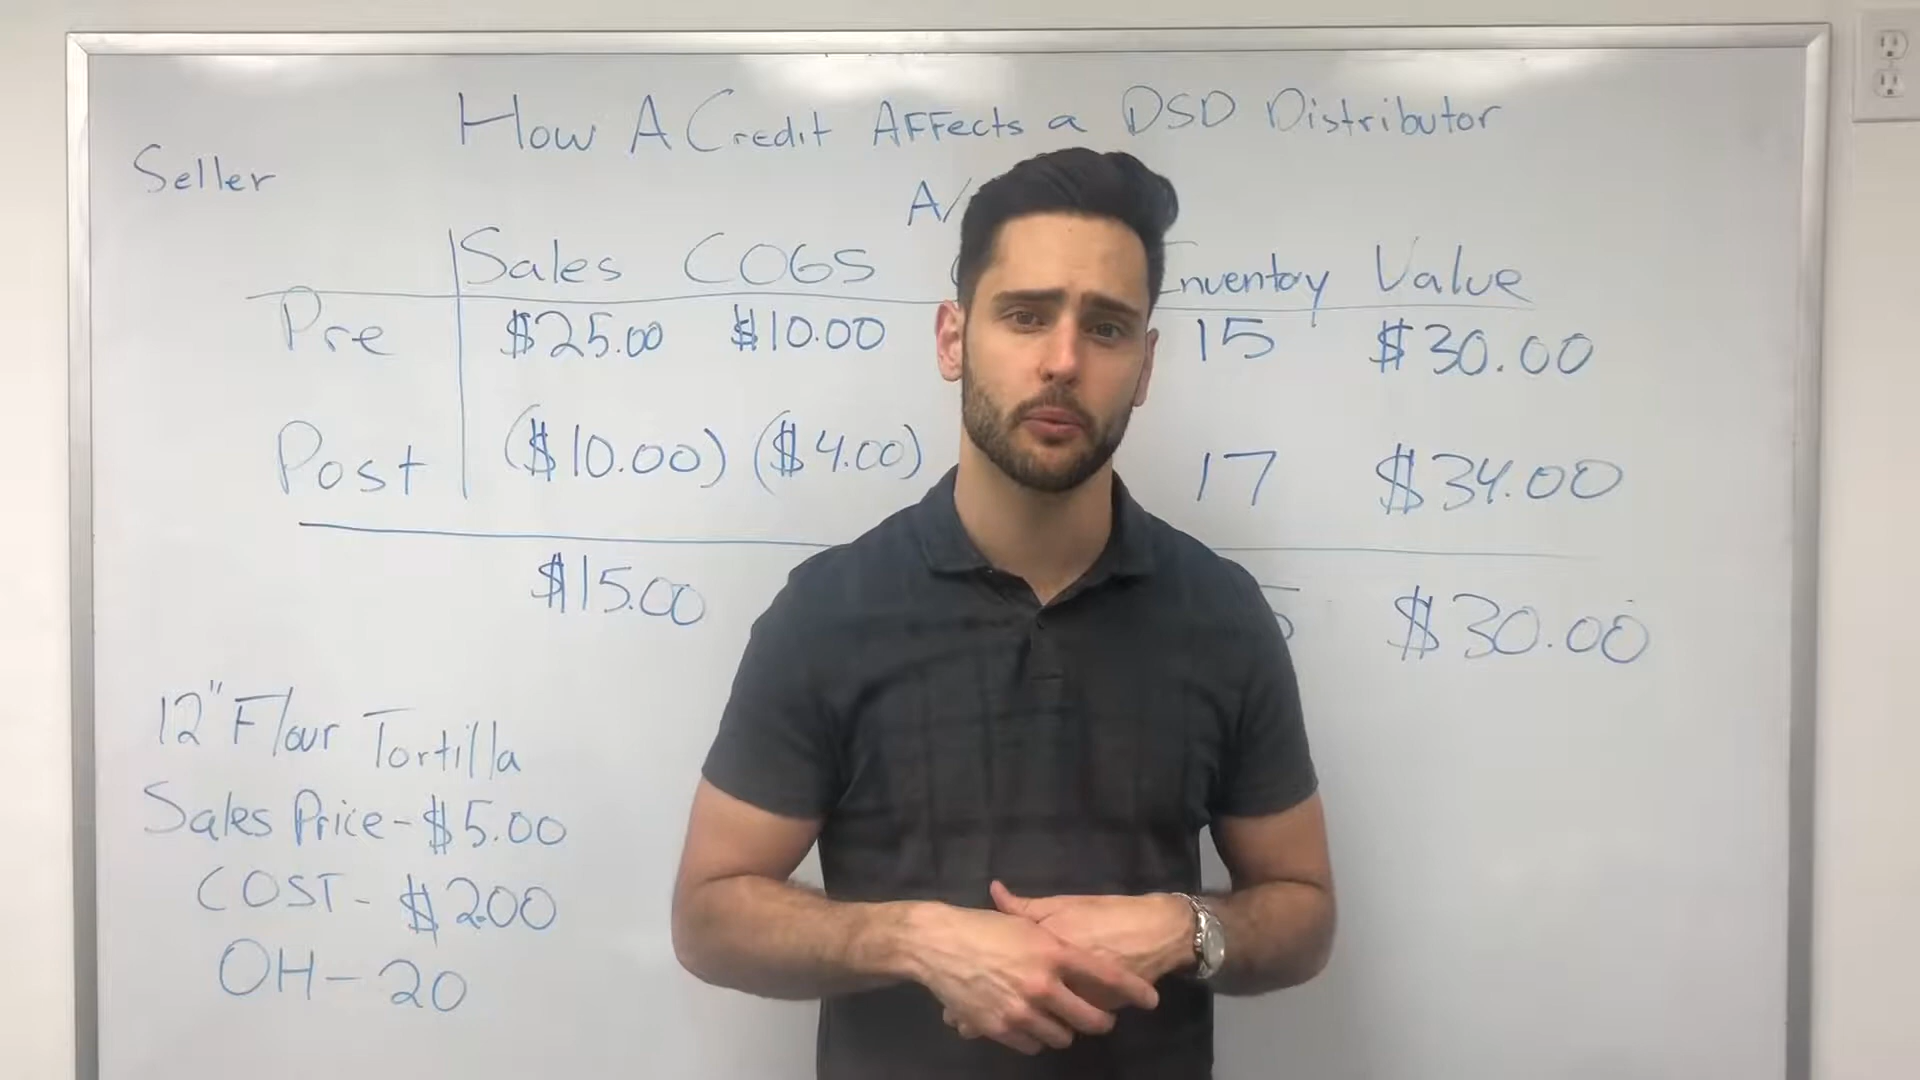 How A Credit AFFects a DSD Distributor
Seller
A/
Sales COGS Inventory Value
Pre $25.00 $10.00 15 $30.00
Post ($10.00) ($4.00) 17 $34.00
$15.00 $30.00
12" Flour Tortilla
Sales Price - $5.00
COST - $2.00
OH - 20